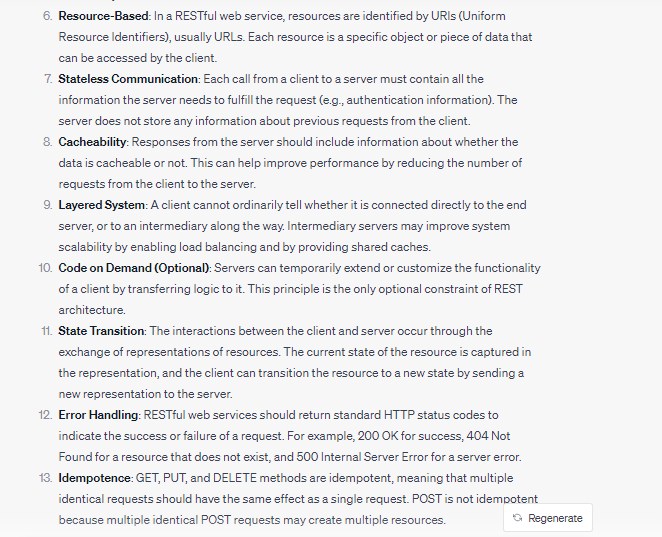 6. Resource-Based: In a RESTful web service, resources are identified by URIs (Uniform
Resource Identifiers), usually URLs. Each resource is a specific object or piece of data that
can be accessed by the client.
7. Stateless Communication: Each call from a client to a server must contain all the
information the server needs to fulfill the request (e.g., authentication information). The
server does not store any information about previous requests from the client.
8. Cacheability: Responses from the server should include information about whether the
data is cacheable or not. This can help improve performance by reducing the number of
requests from the client to the server.
9. Layered System: A client cannot ordinarily tell whether it is connected directly to the end
server, or to an intermediary along the way. Intermediary servers may improve system
scalability by enabling load balancing and by providing shared caches.
10. Code on Demand (Optional): Servers can temporarily extend or customize the functionality
of a client by transferring logic to it. This principle is the only optional constraint of REST
architecture.
11. State Transition: The interactions between the client and server occur through the
exchange of representations of resources. The current state of the resource is captured in
the representation, and the client can transition the resource to a new state by sending a
new representation to the server.
12. Error Handling: RESTful web services should return standard HTTP status codes to
indicate the success or failure of a request. For example, 200 OK for success, 404 Not
Found for a resource that does not exist, and 500 Internal Server Error for a server error.
13. Idempotence: GET, PUT, and DELETE methods are idempotent, meaning that multiple
identical requests should have the same effect as a single request. POST is not idempotent
because multiple identical POST requests may create multiple resources.
Regenerate